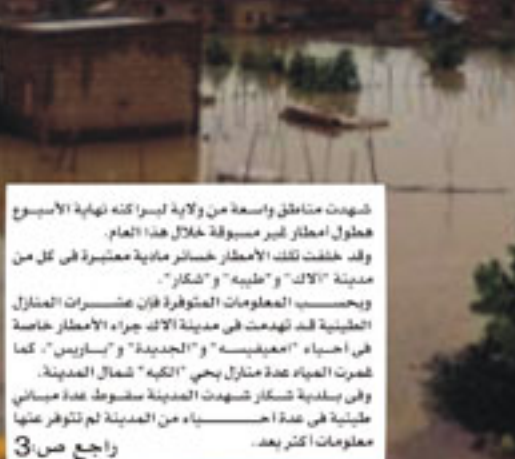 شهدت مناطق واسعة من ولاية لبراكنه نهاية الأسبوع
هطول أمطار غير مسبوقة خلال هذا العام.
وقد خلفت تلك الأمطار خسائر مادية معتبرة في كل من
مدينة "آلاك" و"طيبه" و"شكار".
وبحسب المعلومات المتوفرة فإن عشرات المنازل
الطينية قد تهدمت في مدينة آلاك جراء الأمطار خاصة
في أحياء "امعيفيسه" و"الجديدة" و"باريس"، كما
غمرت المياه عدة منازل بحي "الكبه" شمال المدينة.
وفي بلدية شكار شهدت المدينة سقوط عدة مباني
طينية في عدة أحياء من المدينة لم تتوفر عنها
معلومات أكثر بعد.
راجع ص:3